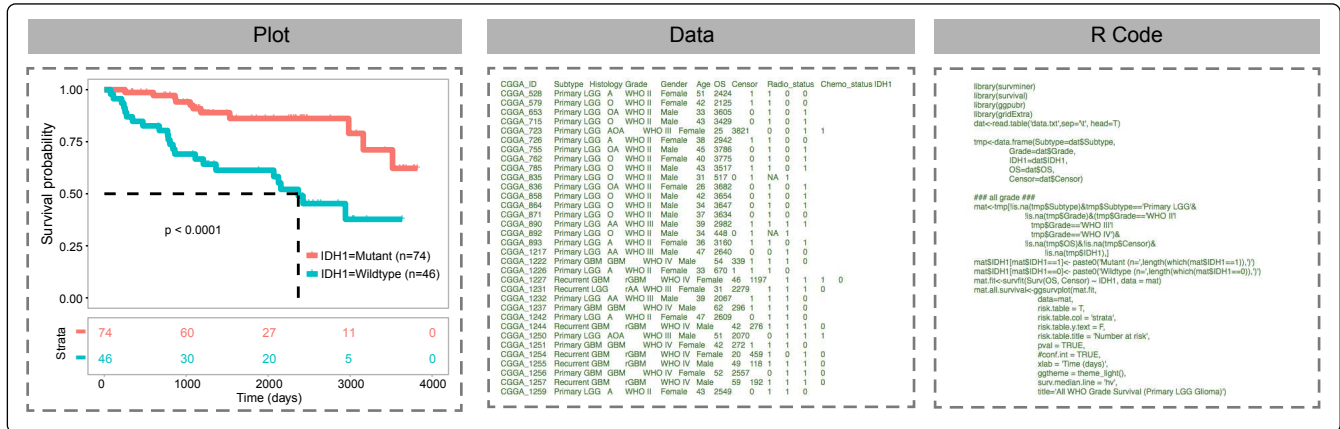 Plot
Data
R Code
1.00
0.75
0.50
0.25
0.00
Survival probability
p < 0.0001
IDH1=Mutant (n=74)
IDH1=Wildtype (n=46)
Strata
74 60 27 11 0
46 30 20 5 0
0 1000 2000 3000 4000
Time (days)
CGGA_ID Subtype Histology Grade Gender Age OS Censor Radio_status Chemo_status IDH1
CGGA_528 Primary LGG A WHO II Female 51 2424 1 1 0 0
CGGA_579 Primary LGG O WHO II Female 42 2125 1 1 0 0
CGGA_653 Primary LGG OA WHO II Male 33 3605 0 0 0 1
CGGA_715 Primary LGG O WHO II Male 43 3429 0 1 0 1
CGGA_723 Primary LGG AOA WHO III Female 25 3821 0 0 1 1
CGGA_726 Primary LGG A WHO II Female 38 2942 1 1 0 1
CGGA_755 Primary LGG OA WHO II Male 45 3786 0 1 0 1
CGGA_762 Primary LGG O WHO II Female 40 3775 0 1 0 1
CGGA_785 Primary LGG O WHO II Male 43 3517 0 1 0 1
CGGA_835 Primary LGG O WHO II Male 31 517 0 1 NA 1
CGGA_836 Primary LGG OA WHO II Female 26 3682 0 1 0 1
CGGA_858 Primary LGG OA WHO II Male 42 3654 0 1 0 1
CGGA_864 Primary LGG O WHO II Male 34 3647 0 1 0 1
CGGA_871 Primary LGG O WHO II Male 37 3634 0 1 0 0
CGGA_890 Primary LGG AA WHO III Male 39 2982 1 1 0 1
CGGA_892 Primary LGG O WHO II Male 34 448 0 1 NA 1
CGGA_893 Primary LGG A WHO II Female 36 3160 0 1 0 1
CGGA_1217 Primary LGG AA WHO III Male 47 2640 0 0 0 0
CGGA_1222 Primary GBM GBM WHO IV Male 54 339 1 1 1 0
CGGA_1226 Primary LGG A WHO II Female 33 670 1 1 1 0
CGGA_1227 Recurrent GBM rGBM WHO IV Female 46 1197 1 1 1 0
CGGA_1231 Recurrent LGG rAA WHO III Female 31 2279 1 1 0 1
CGGA_1232 Primary LGG AA WHO III Male 39 2067 1 1 1 0
CGGA_1237 Primary GBM GBM WHO IV Male 62 296 1 1 1 0
CGGA_1242 Primary LGG A WHO II Female 47 2609 0 1 1 0
CGGA_1244 Recurrent GBM rGBM WHO IV Male 42 276 1 1 1 0
CGGA_1250 Primary LGG AOA WHO III Male 51 2070 0 1 1 0
CGGA_1251 Primary GBM GBM WHO IV Female 42 272 1 1 1 0
CGGA_1254 Recurrent GBM rGBM WHO IV Female 20 459 1 0 1 0
CGGA_1255 Recurrent GBM rGBM WHO IV Male 49 118 1 1 1 0
CGGA_1256 Primary GBM GBM WHO IV Female 52 2557 0 1 1 0
CGGA_1257 Recurrent GBM rGBM WHO IV Male 59 192 1 1 1 0
CGGA_1259 Primary LGG A WHO II Female 43 2549 0 1 1 0
library(survminer)
library(survival)
library(ggpubr)
library(gridExtra)
dat<-read.table('data.txt',sep='\t', head=T)
tmp<-data.frame(Subtype=dat$Subtype,
Grade=dat$Grade,
IDH1=dat$IDH1,
OS=dat$OS,
Censor=dat$Censor)
### all grade ###
mat<-tmp[!is.na(tmp$Subtype)&tmp$Subtype=='Primary LGG'&
!is.na(tmp$Grade)&(tmp$Grade=='WHO II'|
tmp$Grade=='WHO III'|
tmp$Grade=='WHO IV')&
!is.na(tmp$OS)&!is.na(tmp$Censor)&
!is.na(tmp$IDH1),]
mat$IDH1[mat$IDH1==1]<- paste0('Mutant (n=',length(which(mat$IDH1==1)),')')
mat$IDH1[mat$IDH1==0]<- paste0('Wildtype (n=',length(which(mat$IDH1==0)),')')
mat.fit<-survfit(Surv(OS, Censor) ~ IDH1, data = mat)
mat.all.survival<-ggsurvplot(mat.fit,
data=mat,
risk.table = T,
risk.table.col = 'strata',
risk.table.y.text = F,
risk.table.title = 'Number at risk',
pval = TRUE,
#conf.int = TRUE,
xlab = 'Time (days)',
ggtheme = theme_light(),
surv.median.line = 'hv',
title='All WHO Grade Survival (Primary LGG Glioma)')